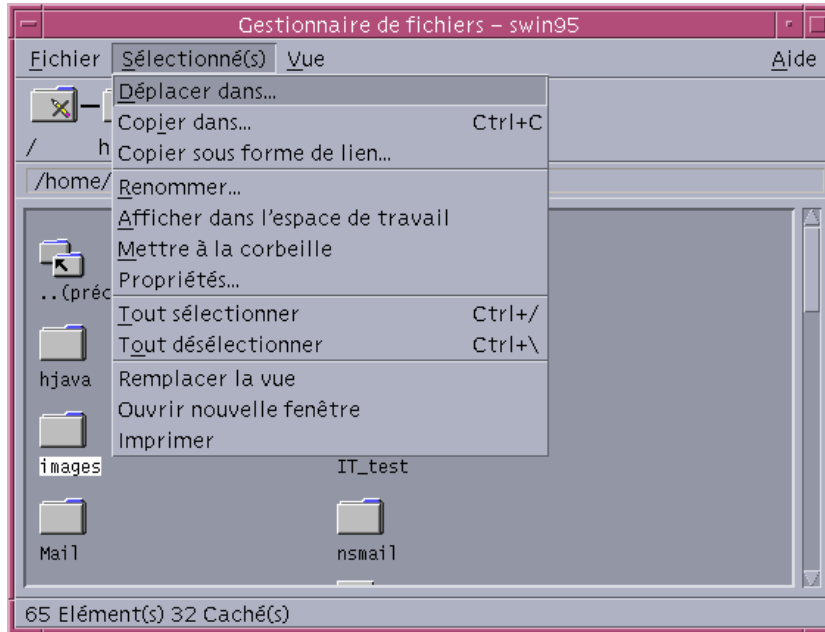 Gestionnaire de fichiers – swin95
Fichier Sélectionné(s) Vue Aide
Déplacer dans...
Copier dans... Ctrl+C
Copier sous forme de lien...
/ h
/home/
Renommer...
Afficher dans l'espace de travail
Mettre à la corbeille
Propriétés...
..(préc
Tout sélectionner Ctrl+/
Tout désélectionner Ctrl+\
Remplacer la vue
Ouvrir nouvelle fenêtre
Imprimer
hjava
images IT_test
Mail nsmail
65 Elément(s) 32 Caché(s)